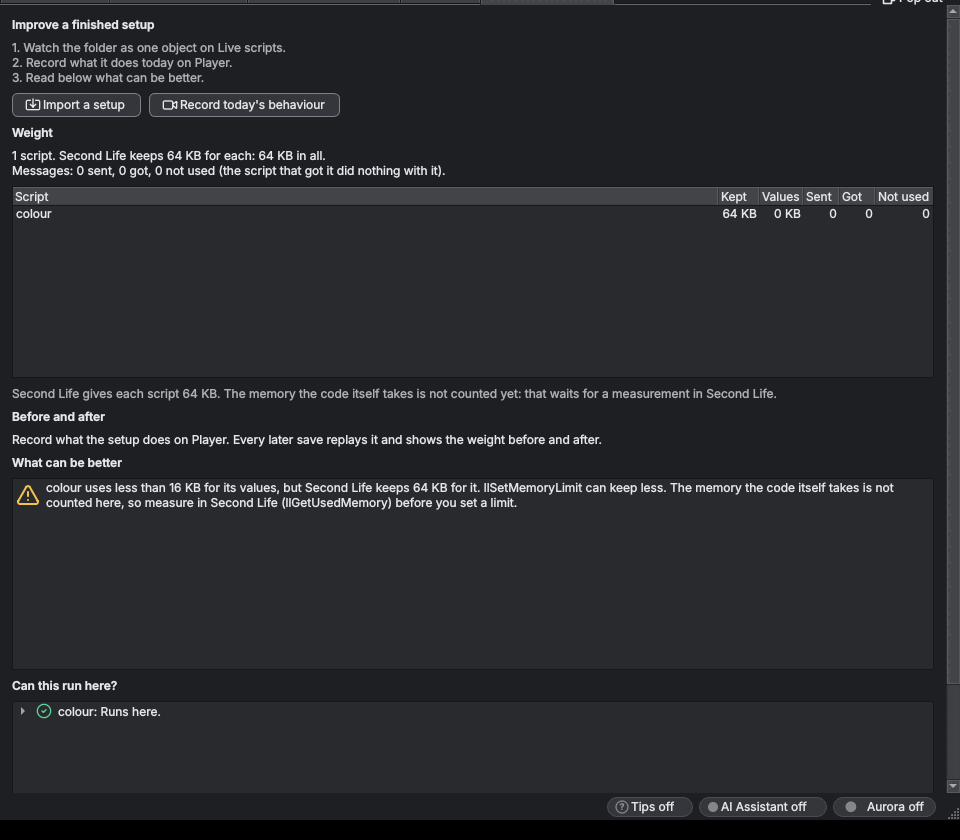 Improve a finished setup
1. Watch the folder as one object on Live scripts.
2. Record what it does today on Player.
3. Read below what can be better.
Import a setup
Record today's behaviour
Weight
1 script. Second Life keeps 64 KB for each: 64 KB in all.
Messages: 0 sent, 0 got, 0 not used (the script that got it did nothing with it).
Script Kept Values Sent Got Not used
colour 64 KB 0 KB 0 0 0
Second Life gives each script 64 KB. The memory the code itself takes is not counted yet: that waits for a measurement in Second Life.
Before and after
Record what the setup does on Player. Every later save replays it and shows the weight before and after.
What can be better
colour uses less than 16 KB for its values, but Second Life keeps 64 KB for it. llSetMemoryLimit can keep less. The memory the code itself takes is not
counted here, so measure in Second Life (llGetUsedMemory) before you set a limit.
Can this run here?
colour: Runs here.
Tips off
AI Assistant off
Aurora off